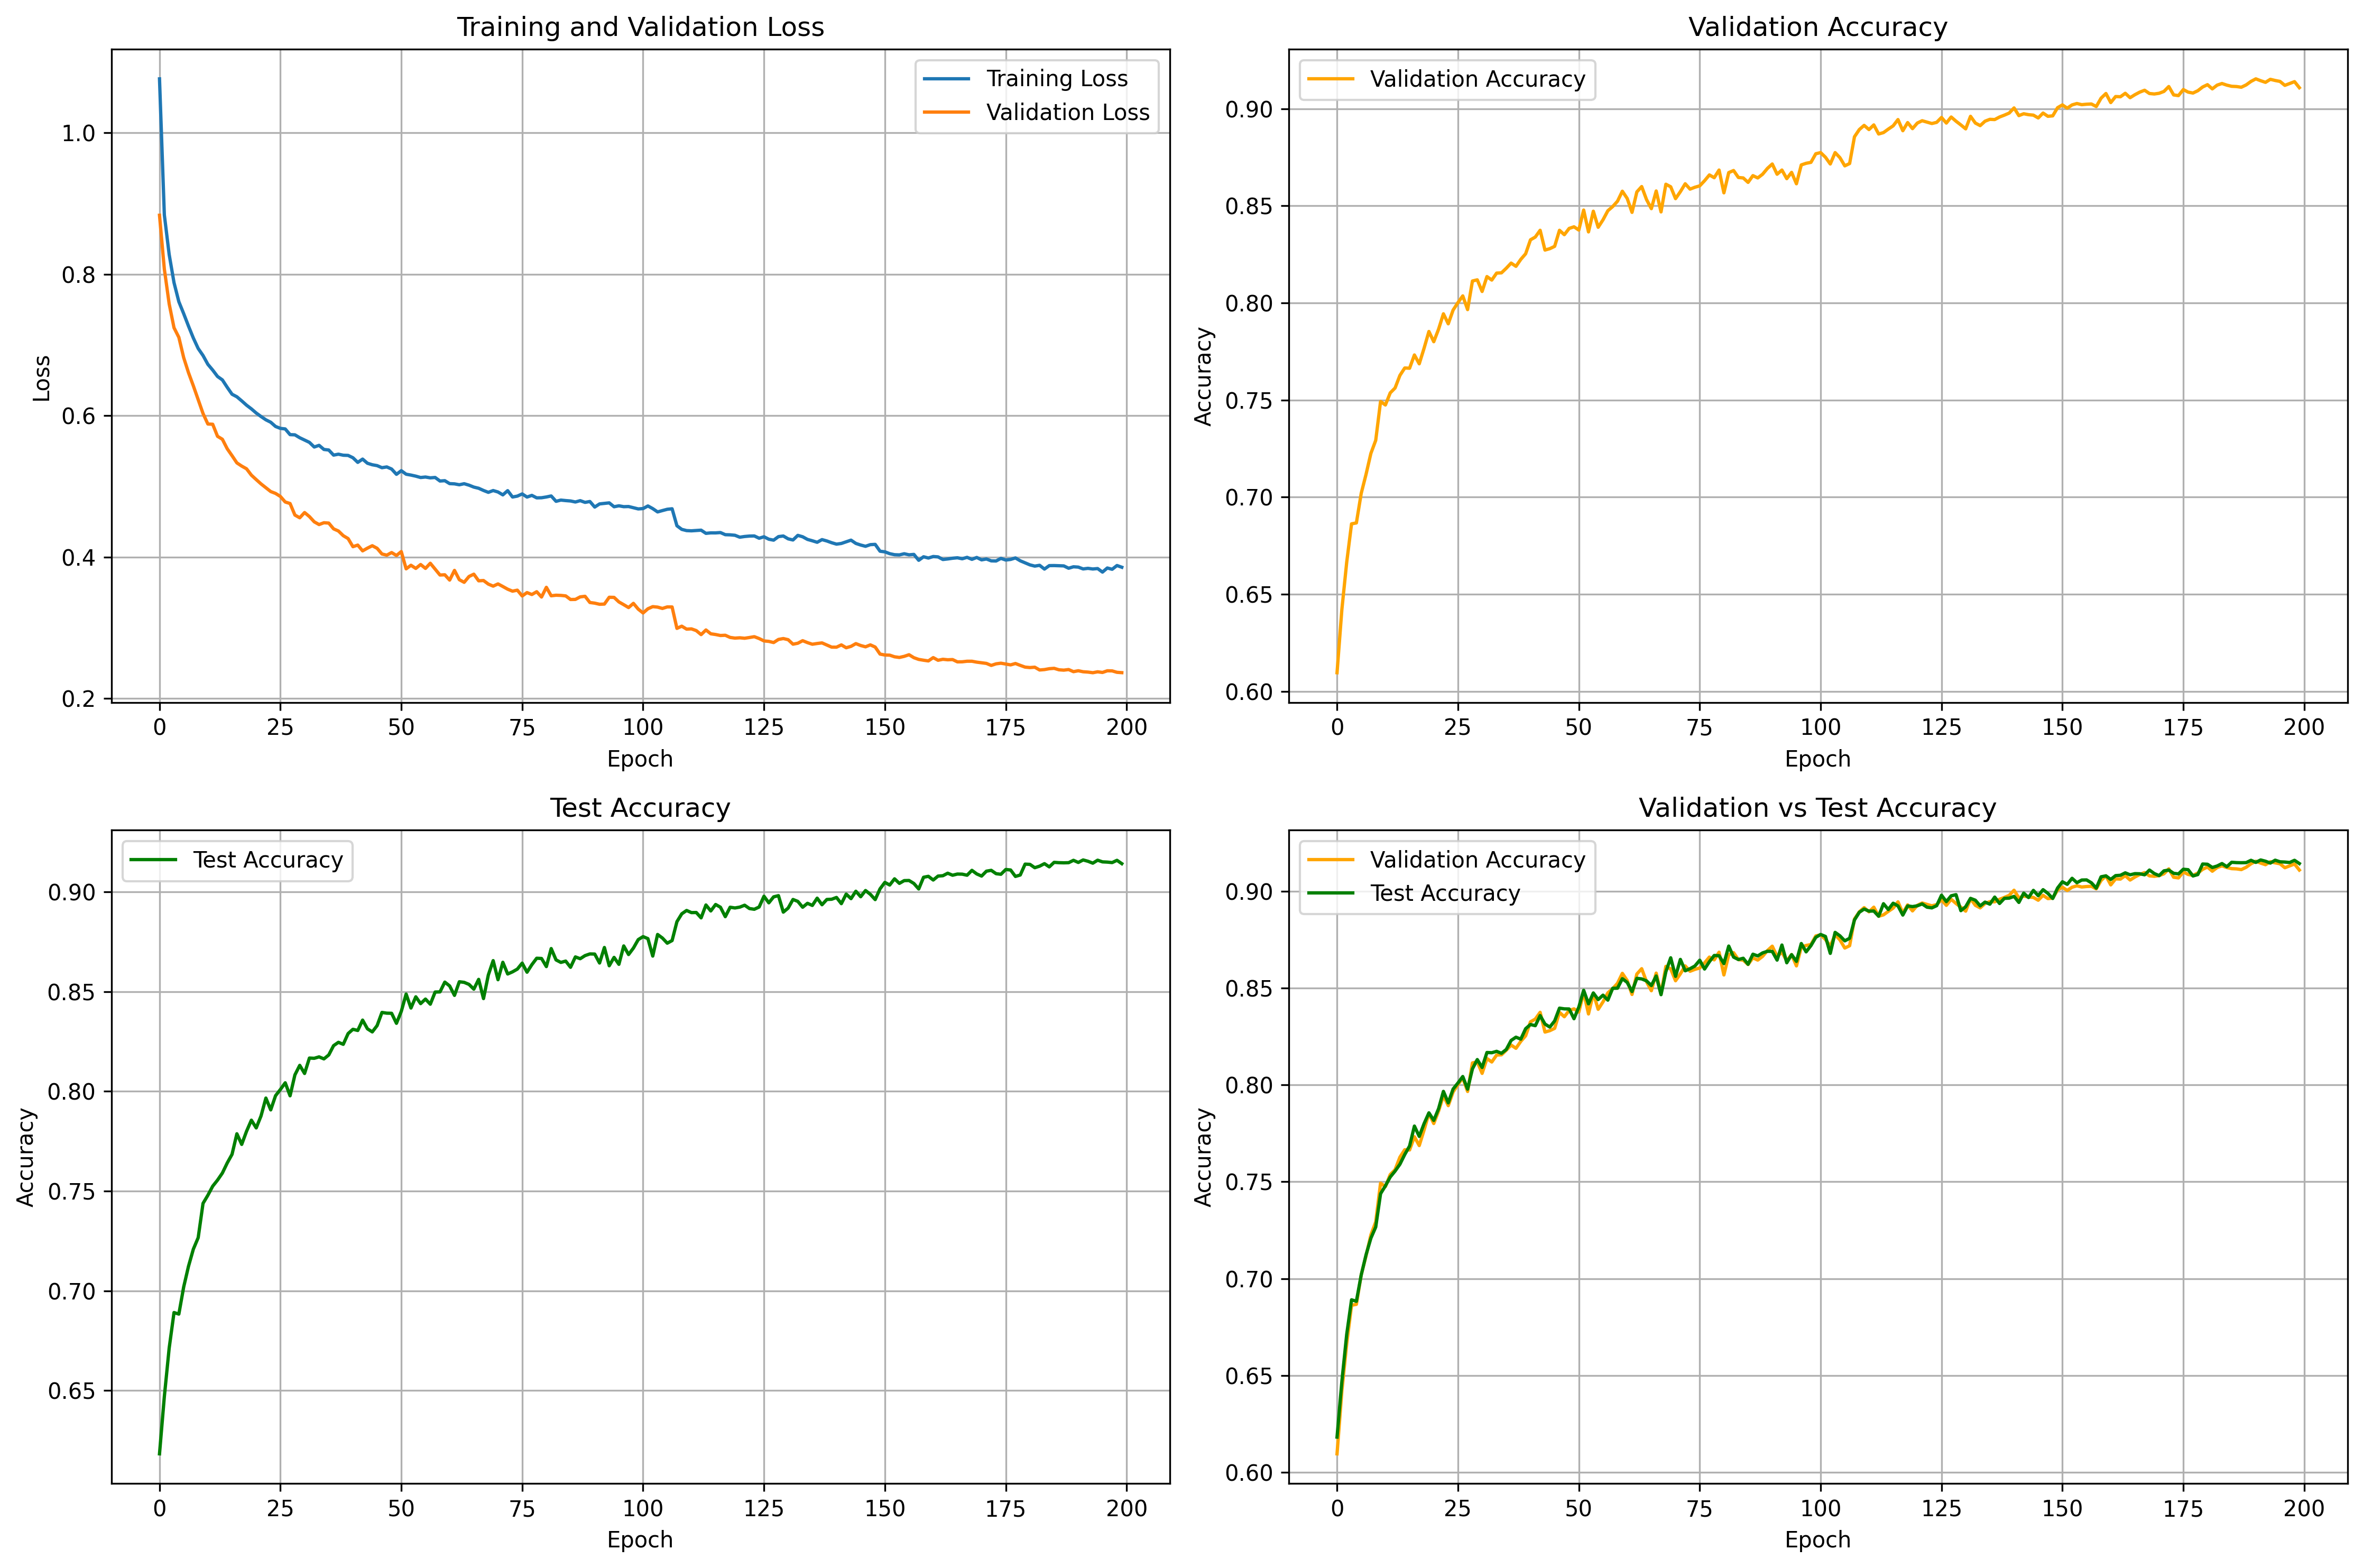 Training and Validation Loss
Training Loss
Validation Loss
1.0
0.8
0.6
0.4
0.2
Loss
0 25 50 75 100 125 150 175 200
Epoch
Validation Accuracy
Validation Accuracy
0.90
0.85
0.80
0.75
0.70
0.65
0.60
Accuracy
0 25 50 75 100 125 150 175 200
Epoch
Test Accuracy
Test Accuracy
0.90
0.85
0.80
0.75
0.70
0.65
Accuracy
0 25 50 75 100 125 150 175 200
Epoch
Validation vs Test Accuracy
Validation Accuracy
Test Accuracy
0.90
0.85
0.80
0.75
0.70
0.65
0.60
Accuracy
0 25 50 75 100 125 150 175 200
Epoch